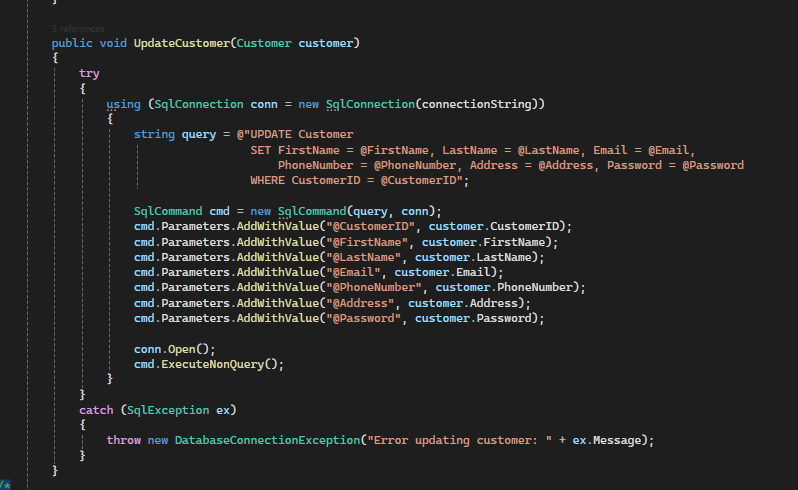 }
3 references
public void UpdateCustomer(Customer customer)
{
try
{
using (SqlConnection conn = new SqlConnection(connectionString))
{
string query = @"UPDATE Customer
SET FirstName = @FirstName, LastName = @LastName, Email = @Email,
PhoneNumber = @PhoneNumber, Address = @Address, Password = @Password
WHERE CustomerID = @CustomerID";
SqlCommand cmd = new SqlCommand(query, conn);
cmd.Parameters.AddWithValue("@CustomerID", customer.CustomerID);
cmd.Parameters.AddWithValue("@FirstName", customer.FirstName);
cmd.Parameters.AddWithValue("@LastName", customer.LastName);
cmd.Parameters.AddWithValue("@Email", customer.Email);
cmd.Parameters.AddWithValue("@PhoneNumber", customer.PhoneNumber);
cmd.Parameters.AddWithValue("@Address", customer.Address);
cmd.Parameters.AddWithValue("@Password", customer.Password);
conn.Open();
cmd.ExecuteNonQuery();
}
}
catch (SqlException ex)
{
throw new DatabaseConnectionException("Error updating customer: " + ex.Message);
}
}
/*